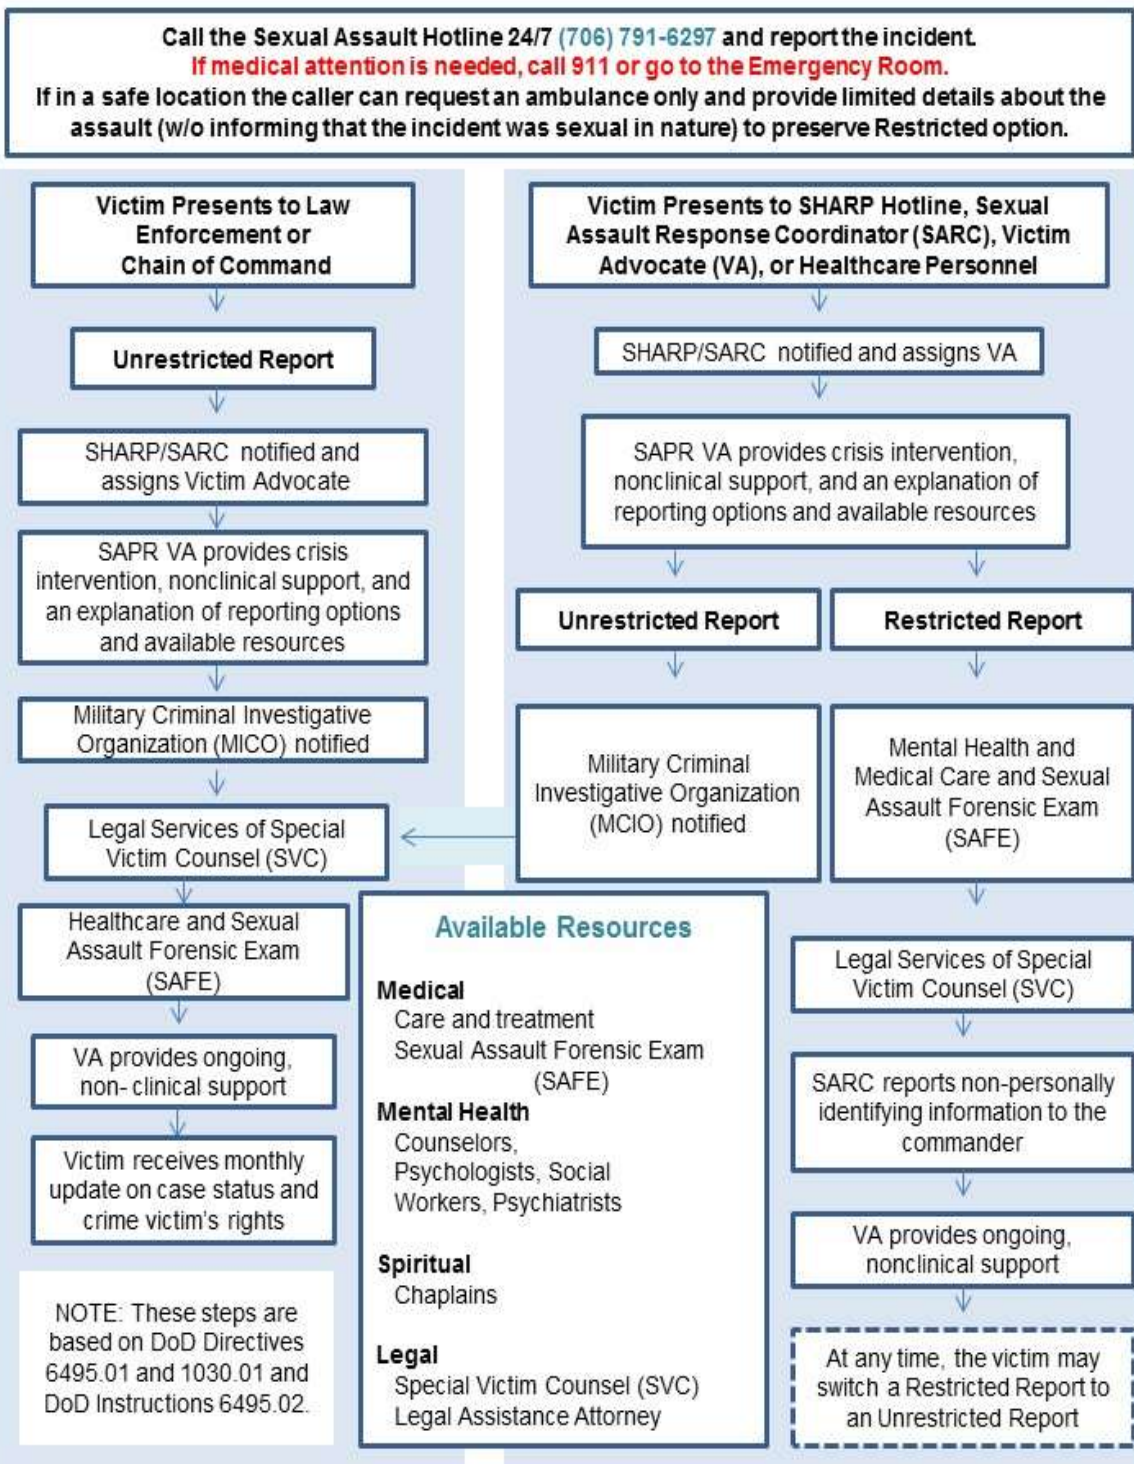 Call the Sexual Assault Hotline 24/7 (706) 791-6297 and report the incident.
If medical attention is needed, call 911 or go to the Emergency Room.
If in a safe location the caller can request an ambulance only and provide limited details about the
assault (w/o informing that the incident was sexual in nature) to preserve Restricted option.
Victim Presents to Law
Enforcement or
Chain of Command
Unrestricted Report
SHARP/SARC notified and
assigns Victim Advocate
SAPR VA provides crisis
intervention, nonclinical support, and
an explanation of reporting options
and available resources
Military Criminal Investigative
Organization (MICO) notified
Legal Services of Special
Victim Counsel (SVC)
Healthcare and Sexual
Assault Forensic Exam
(SAFE)
VA provides ongoing,
non- clinical support
Victim receives monthly
update on case status and
crime victim's rights
NOTE: These steps are
based on DoD Directives
6495.01 and 1030.01 and
DoD Instructions 6495.02.
Victim Presents to SHARP Hotline, Sexual
Assault Response Coordinator (SARC), Victim
Advocate (VA), or Healthcare Personnel
SHARP/SARC notified and assigns VA
SAPR VA provides crisis intervention,
nonclinical support, and an explanation of
reporting options and available resources
Unrestricted Report
Military Criminal
Investigative Organization
(MCIO) notified
Restricted Report
Mental Health and
Medical Care and Sexual
Assault Forensic Exam
(SAFE)
Legal Services of Special
Victim Counsel (SVC)
SARC reports non-personally
identifying information to the
commander
VA provides ongoing,
nonclinical support
At any time, the victim may
switch a Restricted Report to
an Unrestricted Report
Available Resources
Medical
Care and treatment
Sexual Assault Forensic Exam
(SAFE)
Mental Health
Counselors,
Psychologists, Social
Workers, Psychiatrists
Spiritual
Chaplains
Legal
Special Victim Counsel (SVC)
Legal Assistance Attorney